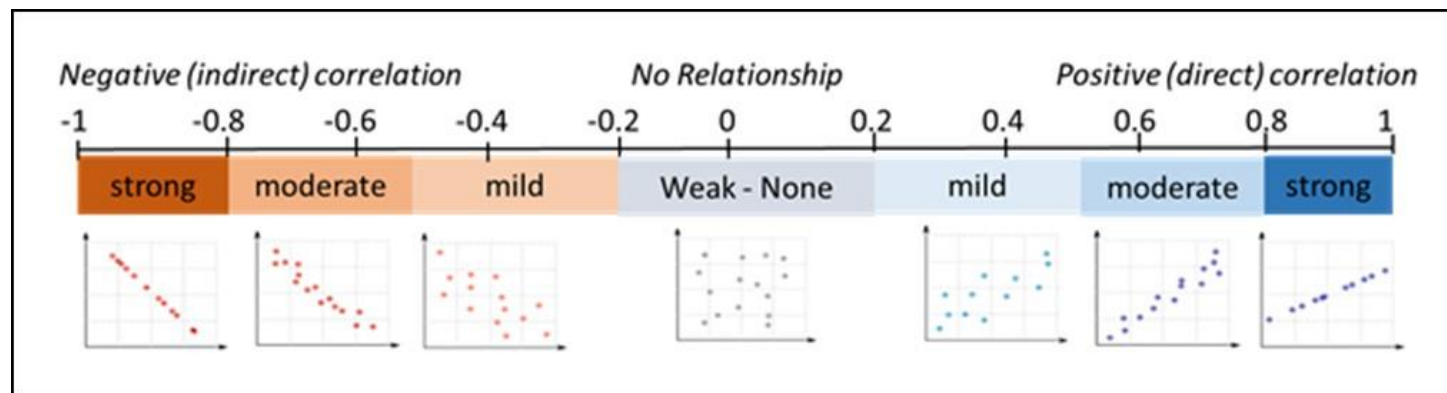 Negative (indirect) correlation No Relationship Positive (direct) correlation
-1 -0.8 -0.6 -0.4 -0.2 0 0.2 0.4 0.6 0.8 1
strong moderate mild Weak - None mild moderate strong